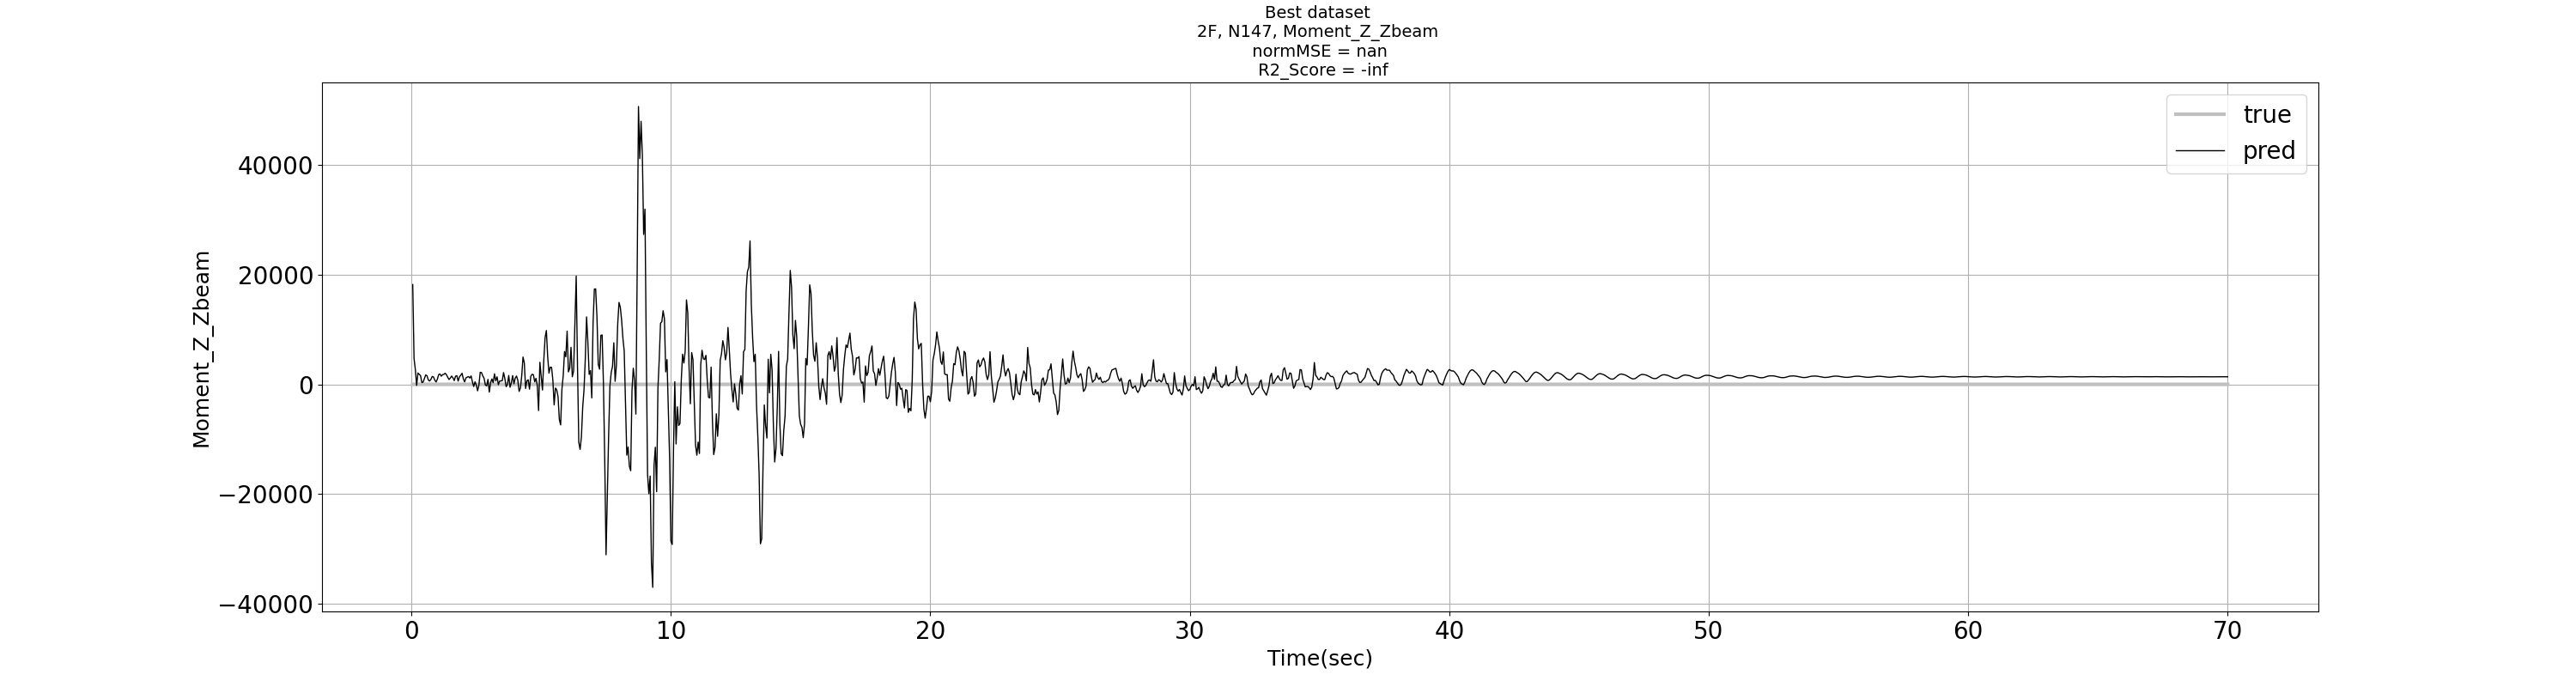 Best dataset
2F, N147, Moment_Z_Zbeam
normMSE = nan
R2_Score = -inf
true
pred
Moment_Z_Zbeam
40000
20000
0
−20000
−40000
0 10 20 30 40 50 60 70
Time(sec)